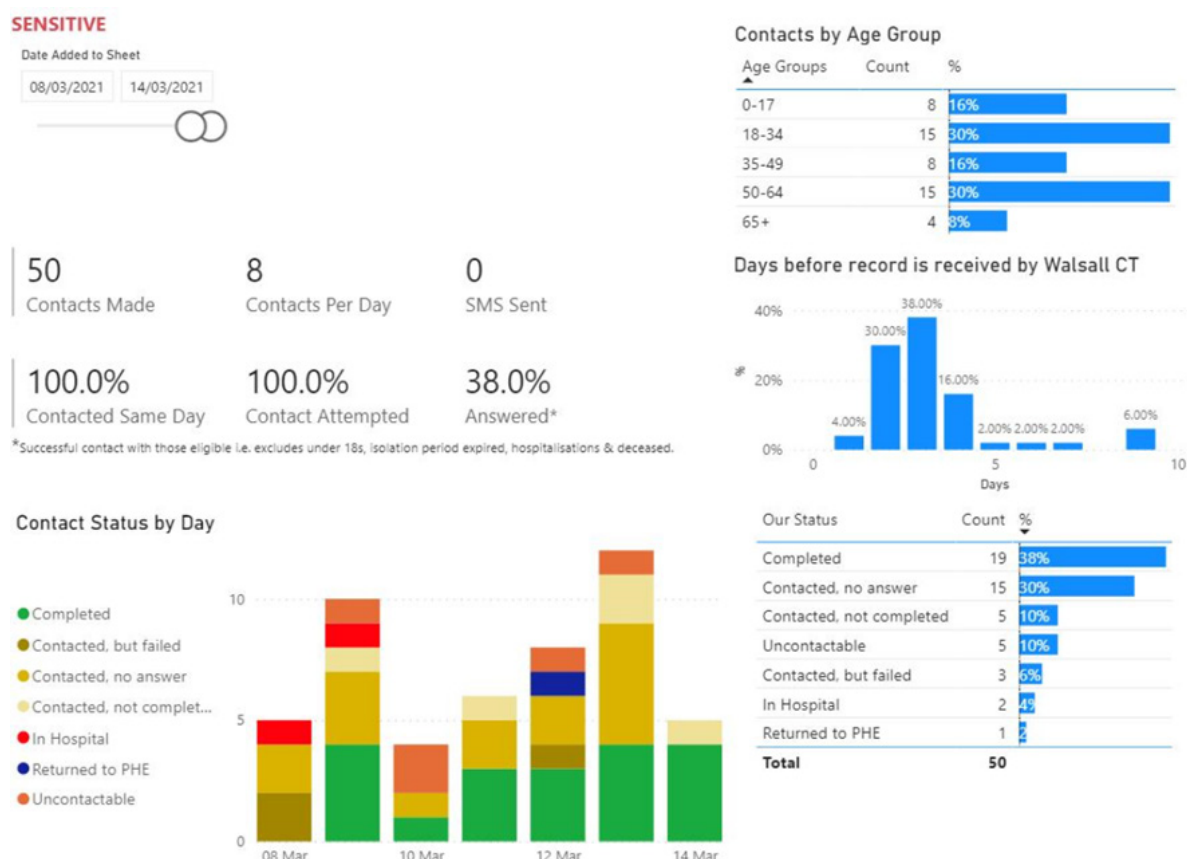 SENSITIVE
Date Added to Sheet
08/03/2021 14/03/2021
50 8 0
Contacts Made Contacts Per Day SMS Sent
100.0% 100.0% 38.0%
Contacted Same Day Contact Attempted Answered*
*Successful contact with those eligible i.e. excludes under 18s, isolation period expired, hospitalisations & deceased.
Contacts by Age Group
Age Groups Count %
0-17 8 16%
18-34 15 30%
35-49 8 16%
50-64 15 30%
65+ 4 8%
Days before record is received by Walsall CT
40%
20%
0%
%
4.00% 30.00% 38.00% 16.00% 2.00% 2.00% 2.00% 6.00%
0 5 10
Days
Contact Status by Day
Completed
Contacted, but failed
Contacted, no answer
Contacted, not complet...
In Hospital
Returned to PHE
Uncontactable
10
5
0
08 Mar 10 Mar 12 Mar 14 Mar
Our Status Count %
Completed 19 38%
Contacted, no answer 15 30%
Contacted, not completed 5 10%
Uncontactable 5 10%
Contacted, but failed 3 6%
In Hospital 2 4%
Returned to PHE 1 2
Total 50